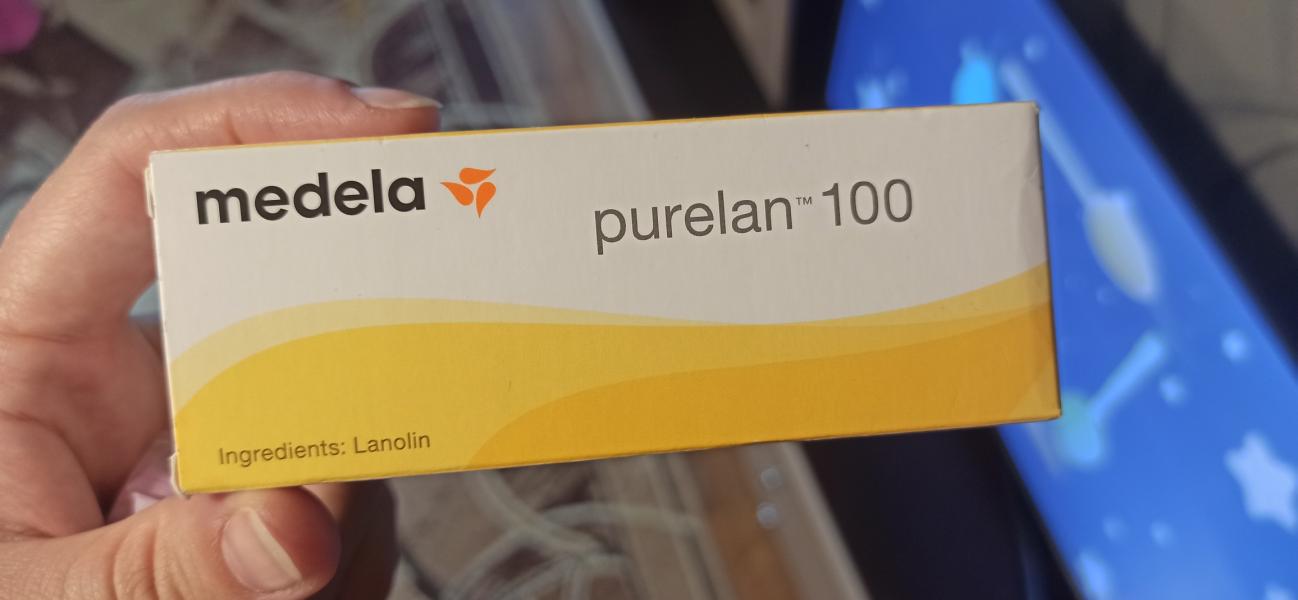 medela
purelan™ 100
Ingredients: Lanolin